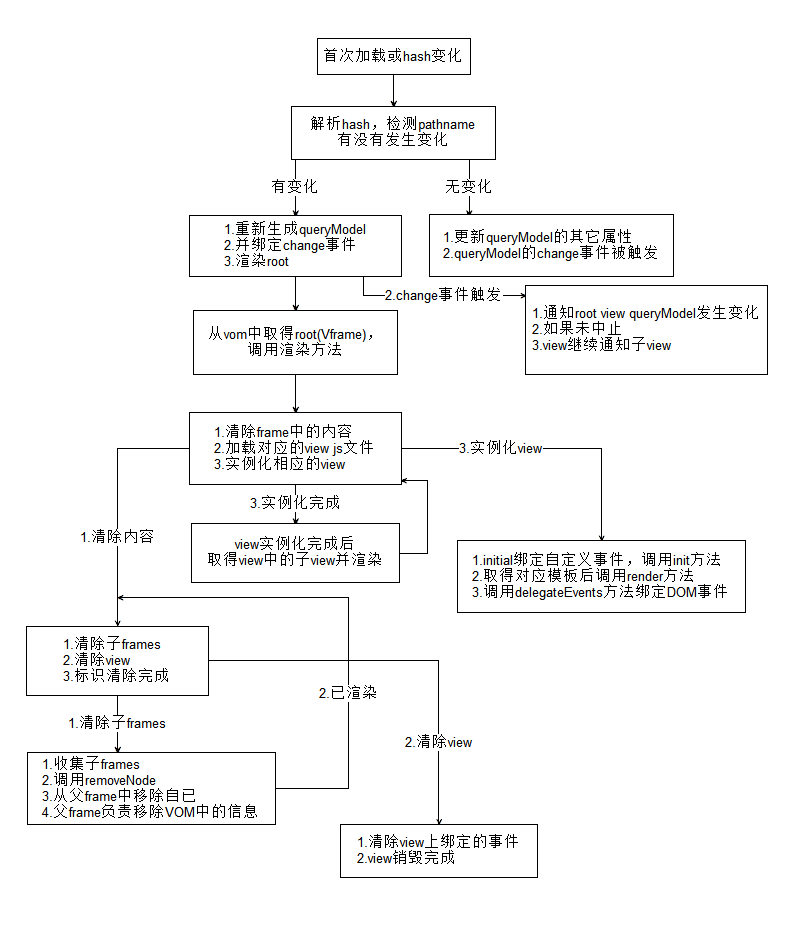 首次加载或hash变化
解析hash，检测pathname
有没有发生变化
有变化
无变化
1.重新生成queryModel
2.并绑定change事件
3.渲染root
1.更新queryModel的其它属性
2.queryModel的change事件被触发
2.change事件触发
1.通知root view queryModel发生变化
2.如果未中止
3.view继续通知子view
从vom中取得root(Vframe)，
调用渲染方法
1.清除frame中的内容
2.加载对应的view js文件
3.实例化相应的view
3.实例化view
3.实例化完成
1.清除内容
view实例化完成后
取得view中的子view并渲染
1.initial绑定自定义事件，调用init方法
2.取得对应模板后调用render方法
3.调用delegateEvents方法绑定DOM事件
1.清除子frames
2.清除view
3.标识清除完成
2.已渲染
1.清除子frames
2.清除view
1.收集子frames
2.调用removeNode
3.从父frame中移除自已
4.父frame负责移除VOM中的信息
1.清除view上绑定的事件
2.view销毁完成